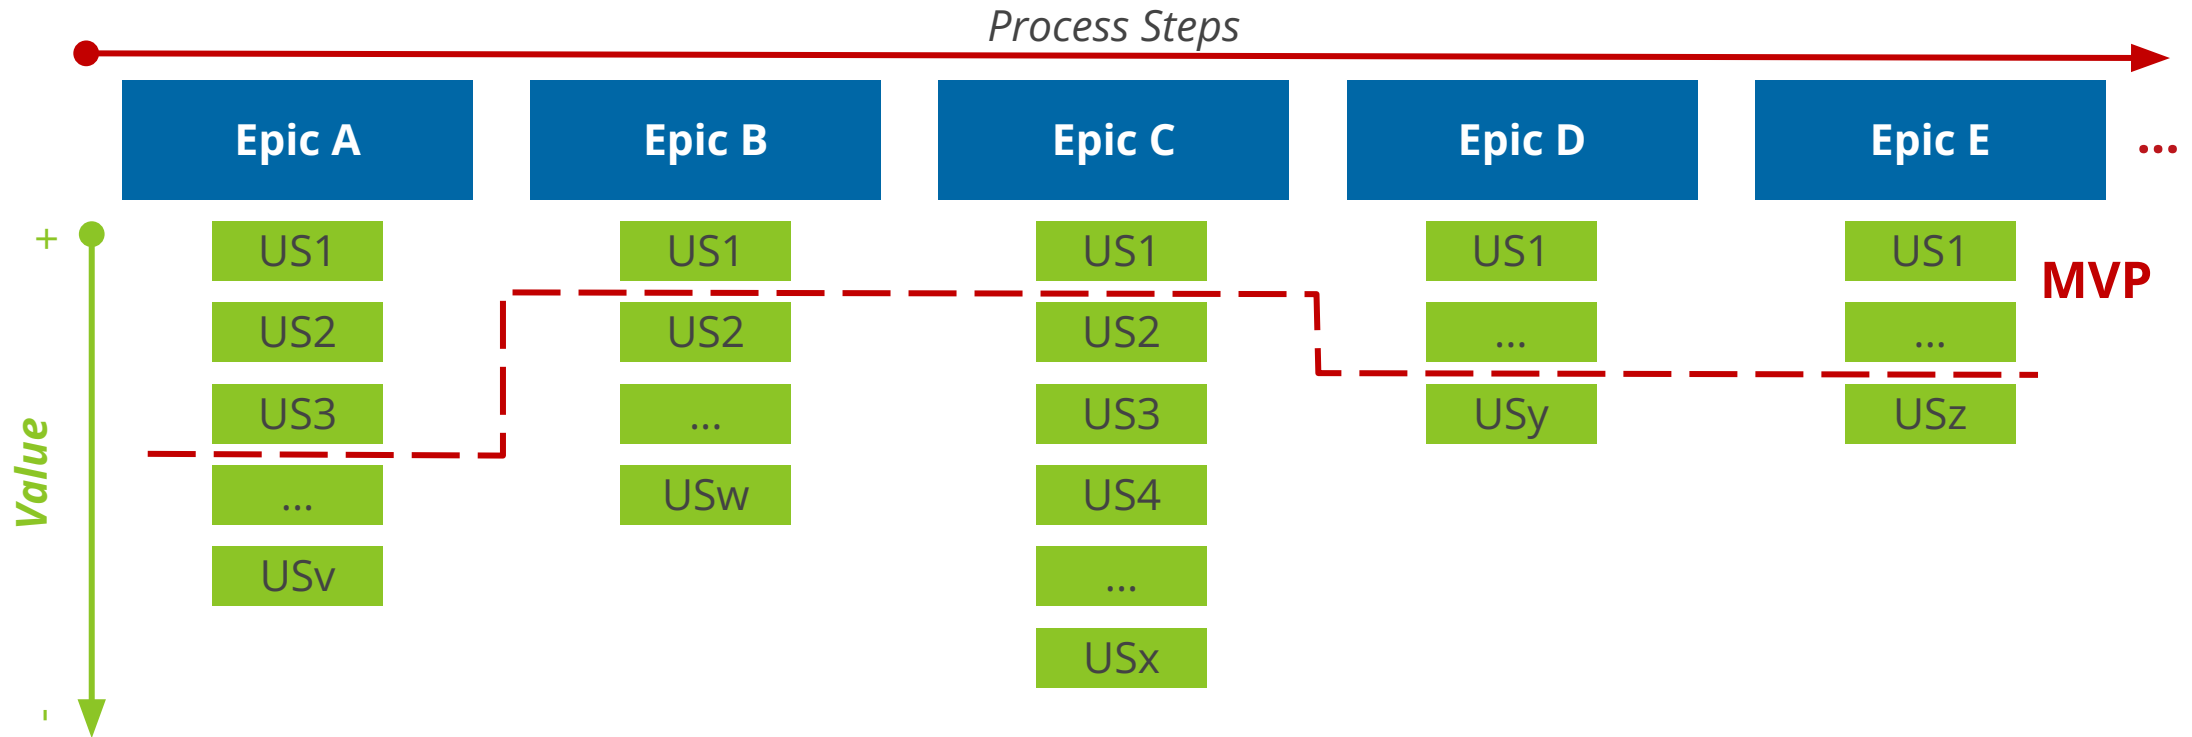 Process Steps
Epic A
Epic B
Epic C
Epic D
Epic E
...
+
US1
US1
US1
US1
US1
MVP
US2
US2
US2
...
...
US3
...
US3
USy
USz
Value
...
USw
US4
USv
...
USx
-